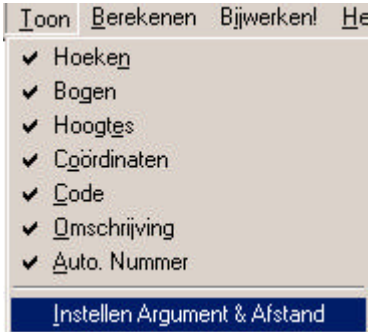 Toon Berekenen Bijwerken!
Hoeken
Bogen
Hoogtes
Coördinaten
Code
Omschrijving
Auto. Nummer
Instellen Argument & Afstand